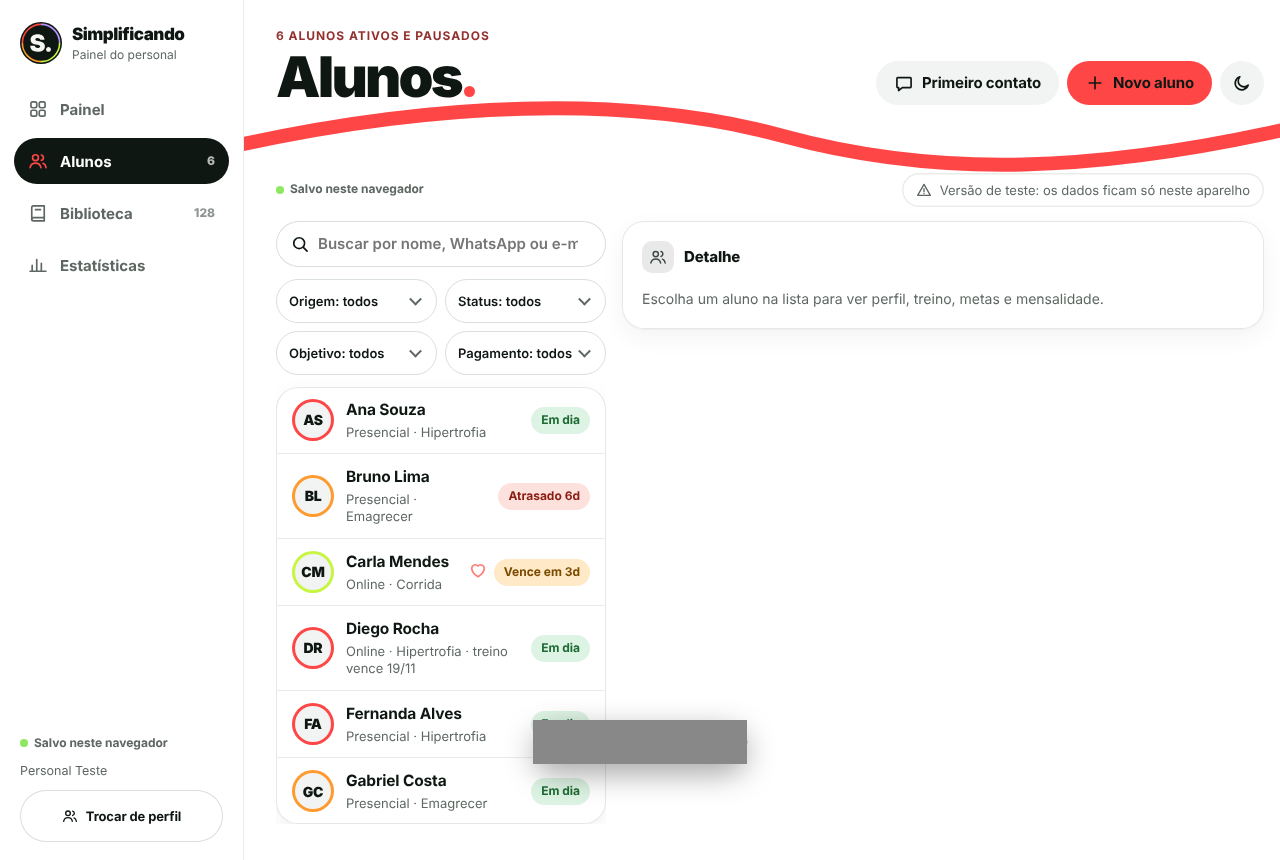 S.
Simplificando
Painel do personal
Painel
Alunos 6
Biblioteca 128
Estatísticas
Salvo neste navegador
Personal Teste
Trocar de perfil
6 ALUNOS ATIVOS E PAUSADOS
Alunos.
Primeiro contato
Novo aluno
Salvo neste navegador
Versão de teste: os dados ficam só neste aparelho
Buscar por nome, WhatsApp ou e-m
Origem: todos
Status: todos
Objetivo: todos
Pagamento: todos
AS
Ana Souza
Presencial · Hipertrofia
Em dia
BL
Bruno Lima
Presencial ·
Emagrecer
Atrasado 6d
CM
Carla Mendes
Online · Corrida
Vence em 3d
DR
Diego Rocha
Online · Hipertrofia · treino
vence 19/11
Em dia
FA
Fernanda Alves
Presencial · Hipertrofia
GC
Gabriel Costa
Presencial · Emagrecer
Em dia
Detalhe
Escolha um aluno na lista para ver perfil, treino, metas e mensalidade.